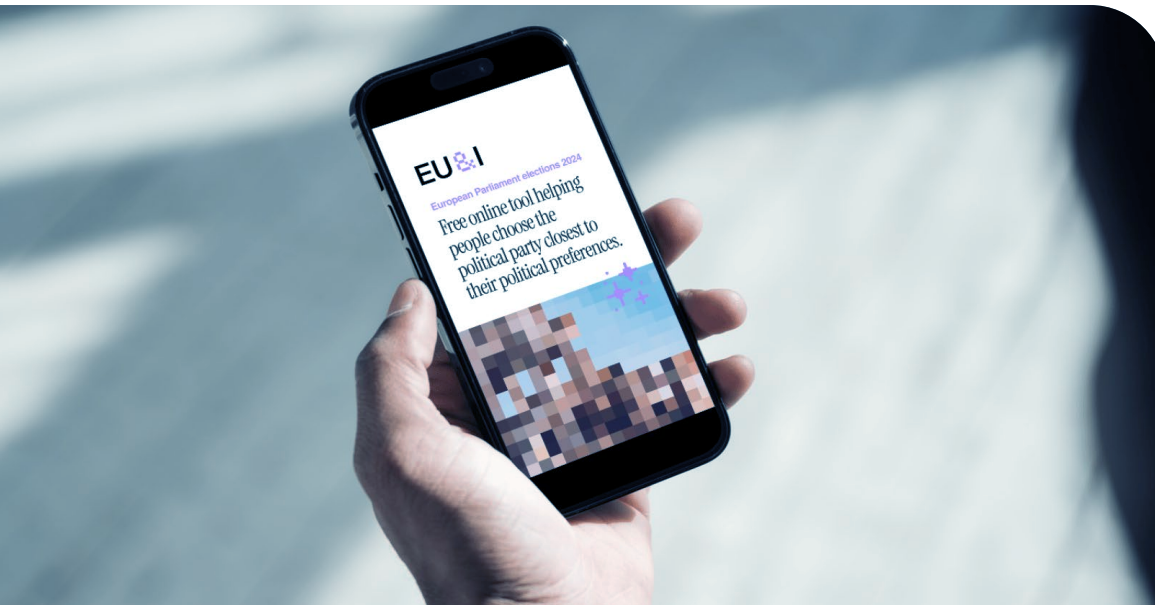 EU&I
European Parliament elections 2024
Free online tool helping
people choose the
political party closest to
their political preferences.